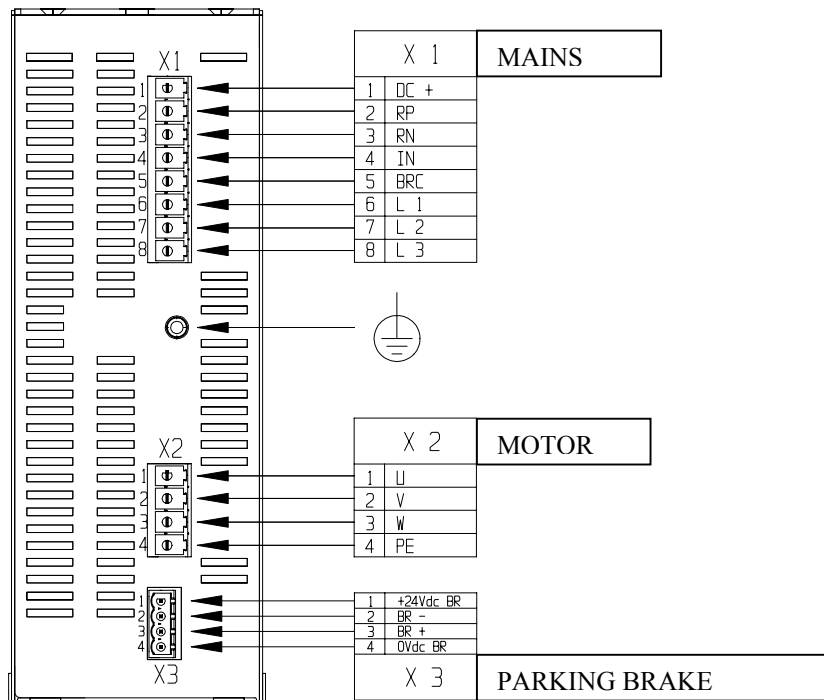 X1
1
2
3
4
5
6
7
8
X 1 MAINS
1 DC +
2 RP
3 RN
4 IN
5 BRC
6 L 1
7 L 2
8 L 3
X2
1
2
3
4
X 2 MOTOR
1 U
2 V
3 W
4 PE
1
2
3
4
X3
1 +24Vdc BR
2 BR -
3 BR +
4 0Vdc BR
X 3 PARKING BRAKE